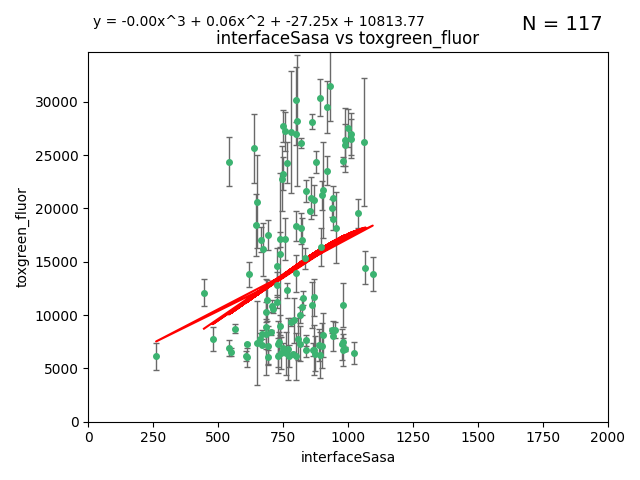 y = -0.00x^3 + 0.06x^2 + -27.25x + 10813.77
N = 117
interfaceSasa vs toxgreen_fluor
toxgreen_fluor
30000
25000
20000
15000
10000
5000
0
0 250 500 750 1000 1250 1500 1750 2000
interfaceSasa